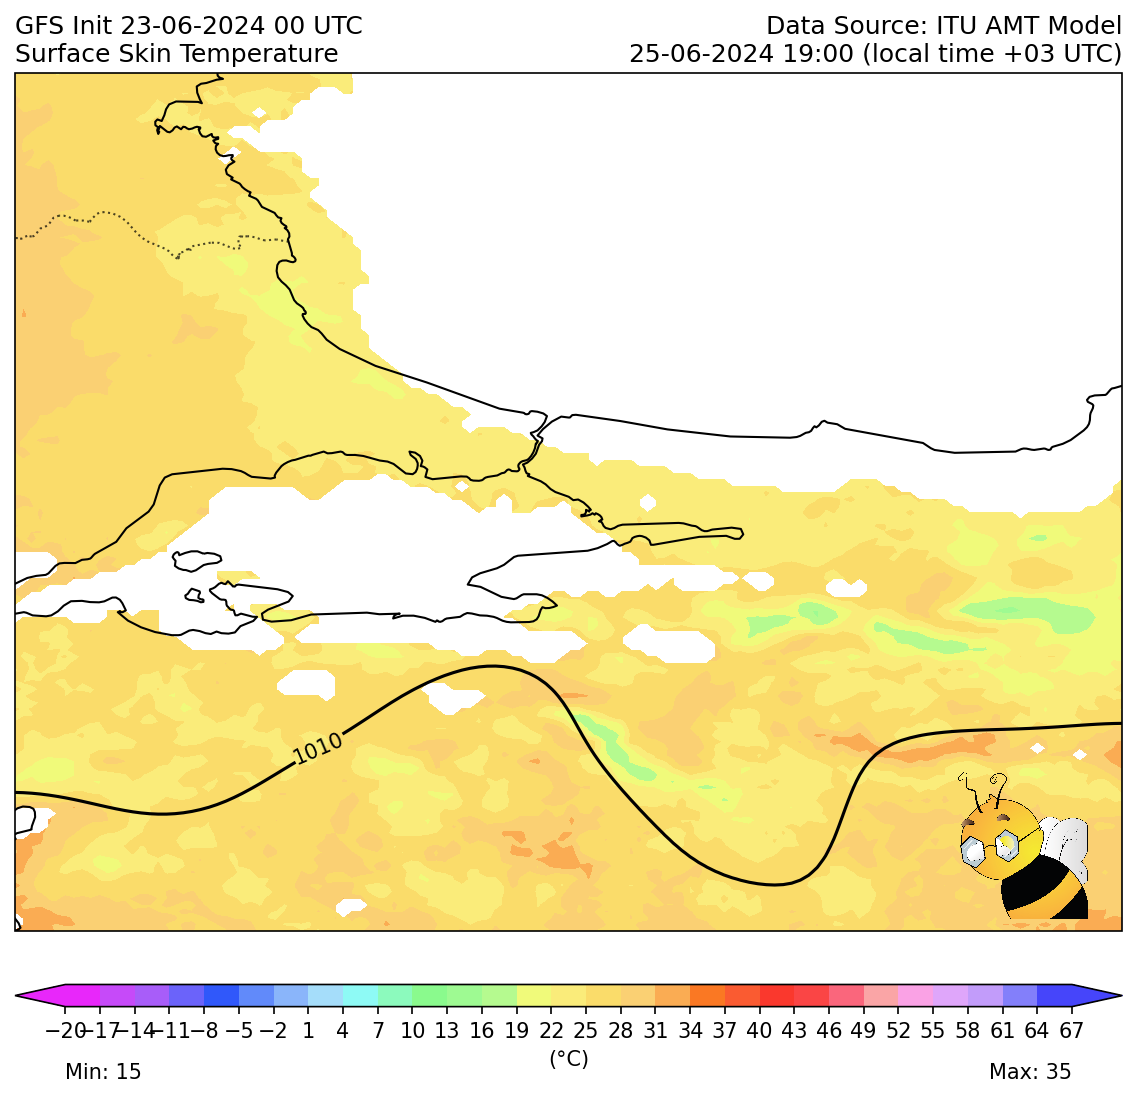 GFS Init 23-06-2024 00 UTC
Data Source: ITU AMT Model
Surface Skin Temperature
25-06-2024 19:00 (local time +03 UTC)
1010
−20 −17 −14 −11 −8 −5 −2 1 4 7 10 13 16 19 22 25 28 31 34 37 40 43 46 49 52 55 58 61 64 67
(°C)
Min: 15
Max: 35